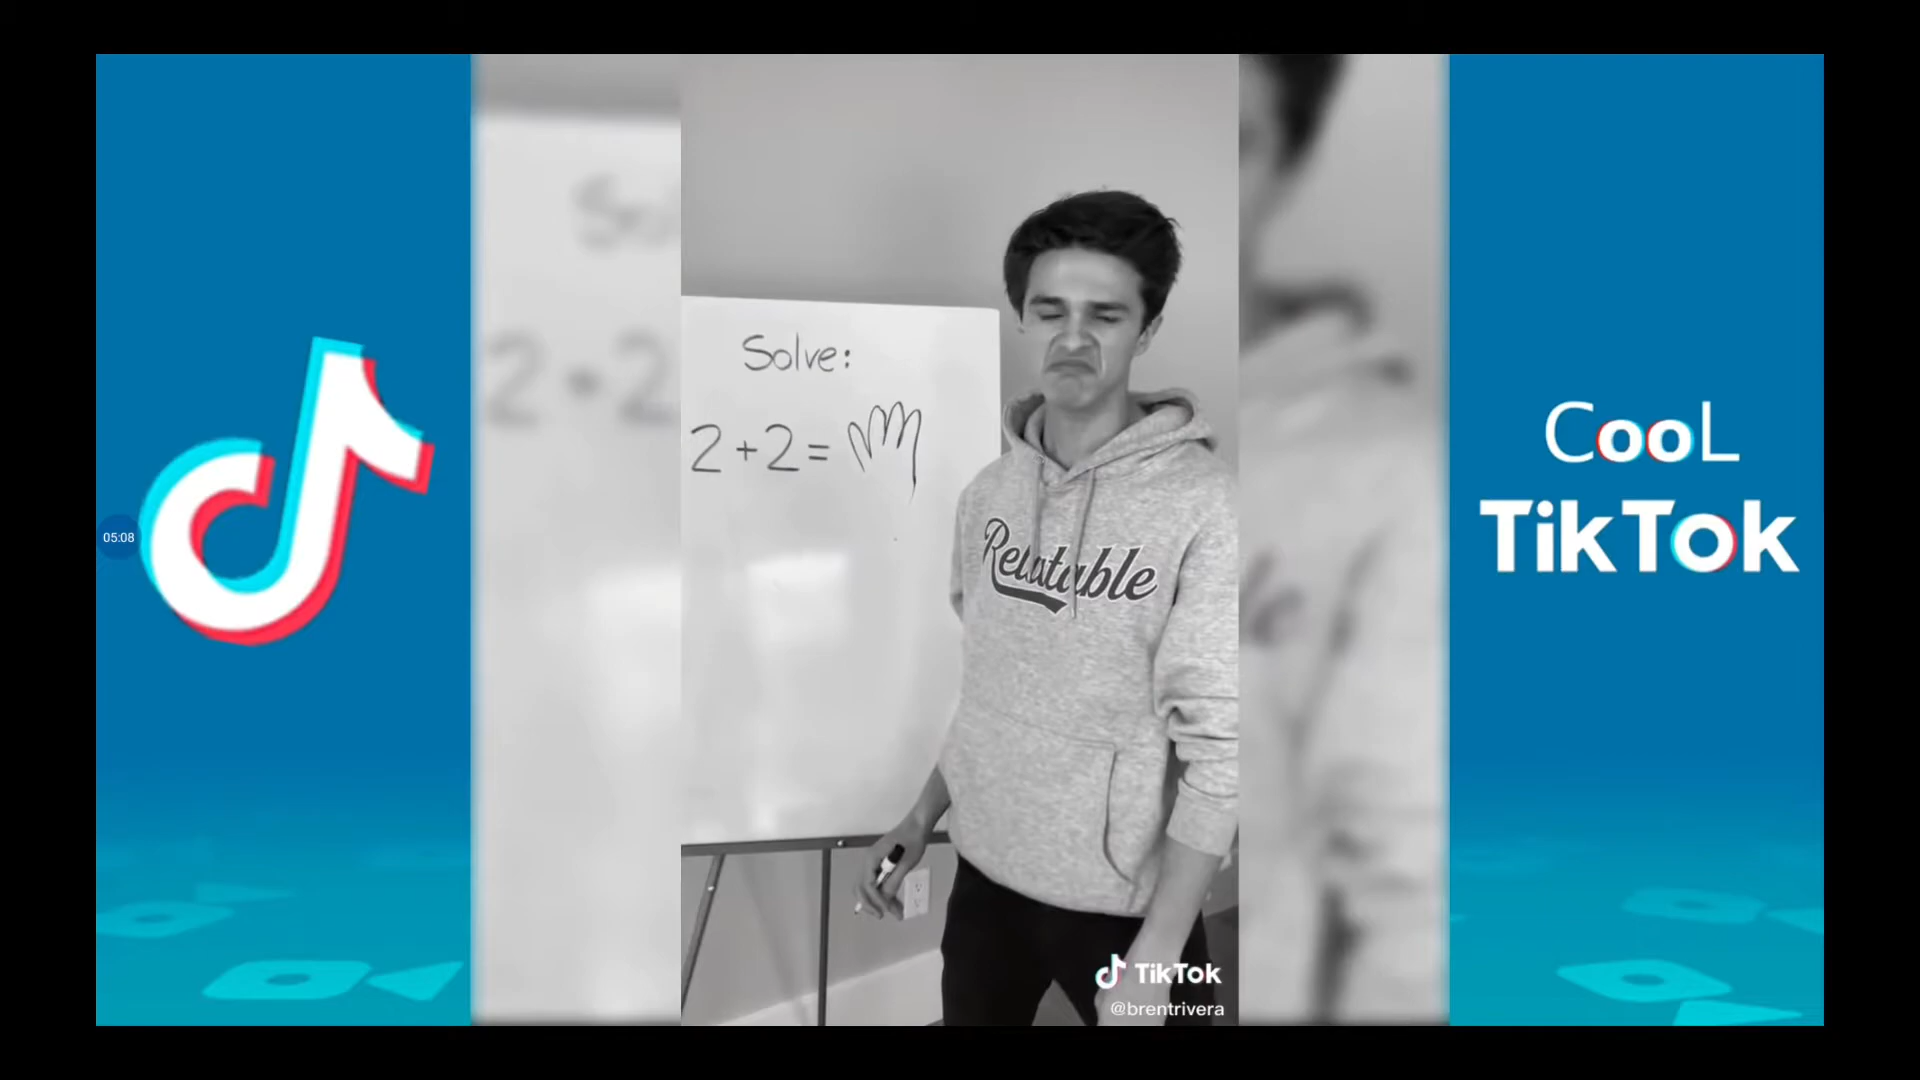 05:08
Solve:
2+2=
Relatable
TikTok
@brentrivera
CooL
TikTok